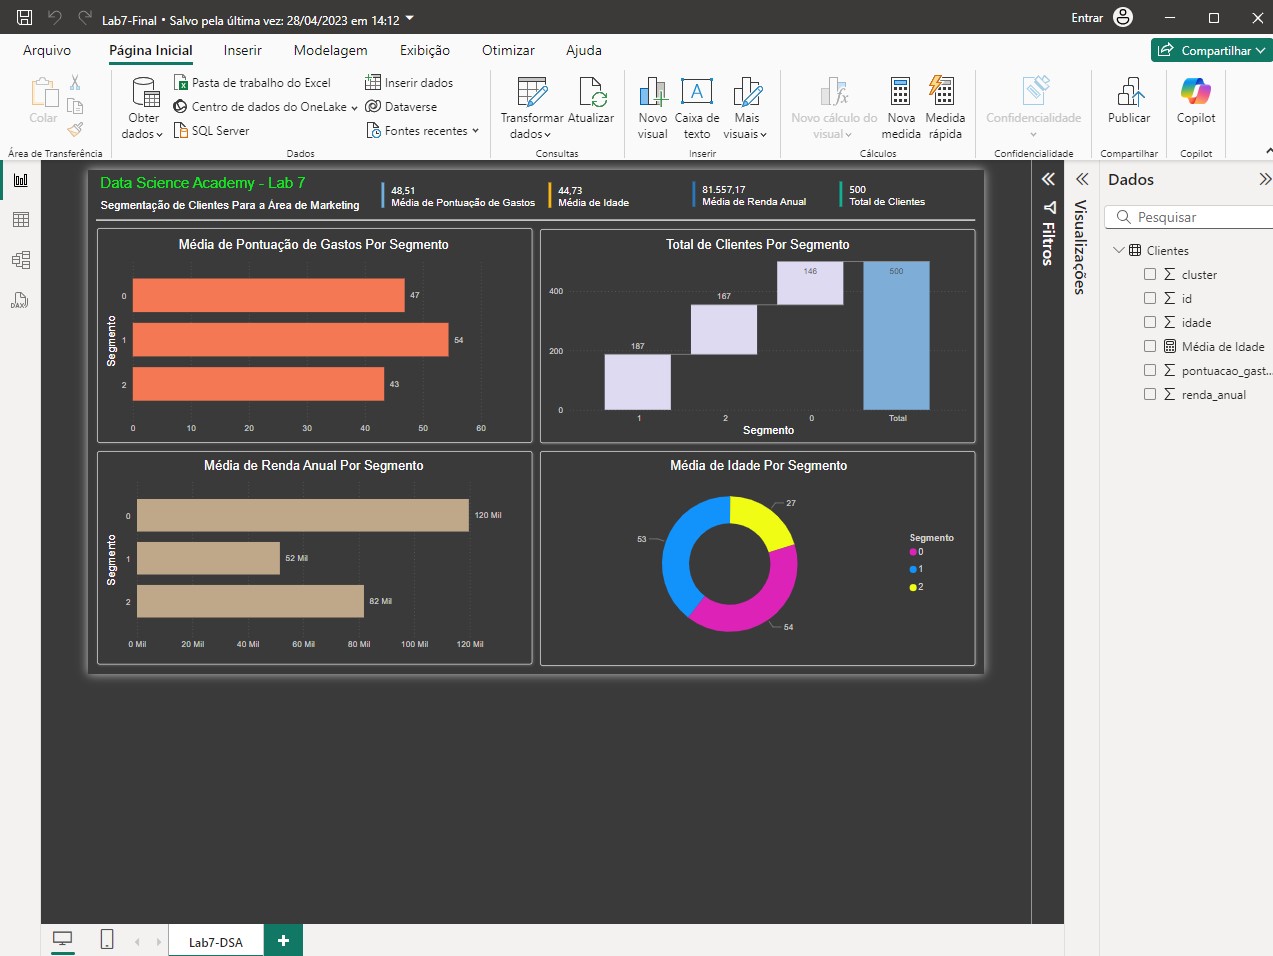 Lab7-Final • Salvo pela última vez: 28/04/2023 em 14:12
Entrar
Arquivo
Página Inicial
Inserir
Modelagem
Exibição
Otimizar
Ajuda
Compartilhar
Colar
Área de Transferência
Obter
dados
Pasta de trabalho do Excel
Centro de dados do OneLake
SQL Server
Inserir dados
Dataverse
Fontes recentes
Dados
Transformar
dados
Atualizar
Consultas
Novo
visual
A
Caixa de
texto
Mais
visuais
Inserir
fx
Novo cálculo do
visual
Nova
medida
Medida
rápida
Cálculos
Confidencialidade
Confidencialidade
Publicar
Compartilhar
Copilot
Copilot
DAX
Data Science Academy - Lab 7
Segmentação de Clientes Para a Área de Marketing
48,51
Média de Pontuação de Gastos
44,73
Média de Idade
81.557,17
Média de Renda Anual
500
Total de Clientes
Média de Pontuação de Gastos Por Segmento
Segmento
0
47
1
54
2
43
0
10
20
30
40
50
60
Total de Clientes Por Segmento
400
200
0
187
167
146
500
1
2
0
Total
Segmento
Média de Renda Anual Por Segmento
Segmento
0
120 Mil
1
52 Mil
2
82 Mil
0 Mil
20 Mil
40 Mil
60 Mil
80 Mil
100 Mil
120 Mil
Média de Idade Por Segmento
27
53
54
Segmento
0
1
2
Filtros
Visualizações
Dados
Pesquisar
Clientes
cluster
id
idade
Média de Idade
pontuacao_gast...
renda_anual
Lab7-DSA